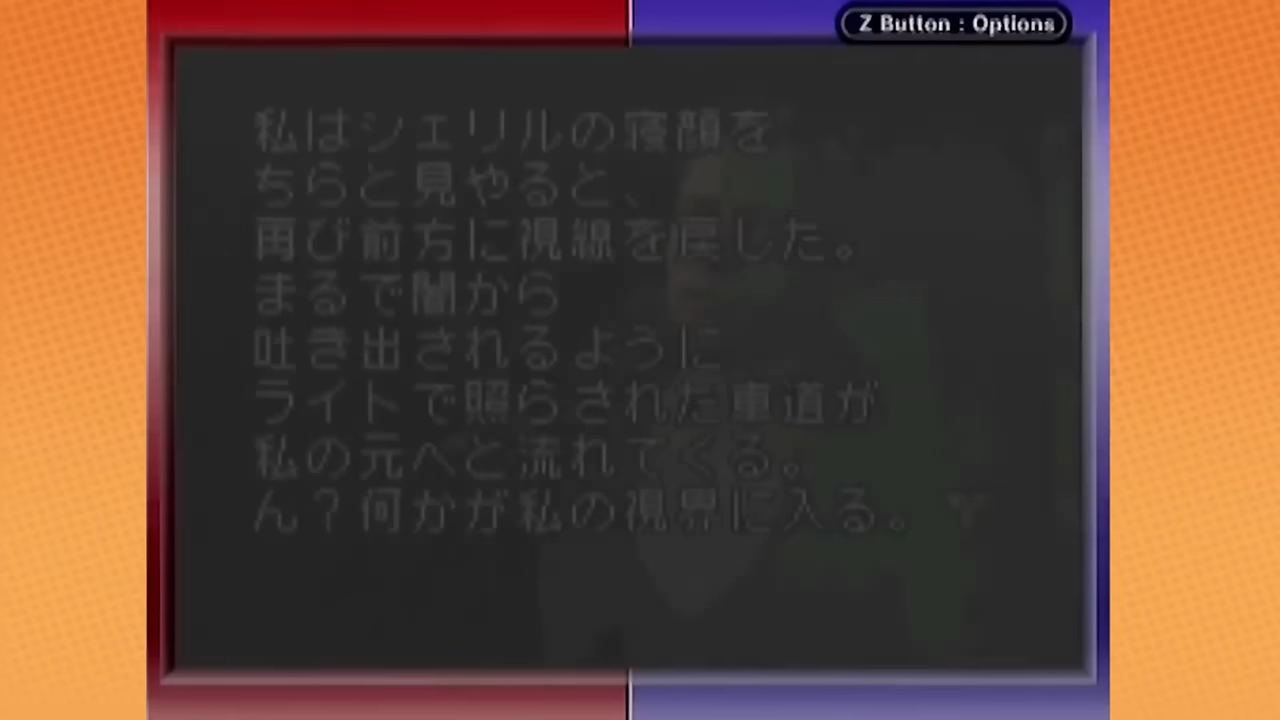 Z Button : Options
私はシェリルの寝顔を
ちらと見やると、
再び前方に視線を戻した。
まるで闇から
吐き出されるように
ライトで照らされた車道が
私の元へと流れてくる。
ん？何かが私の視界に入る。